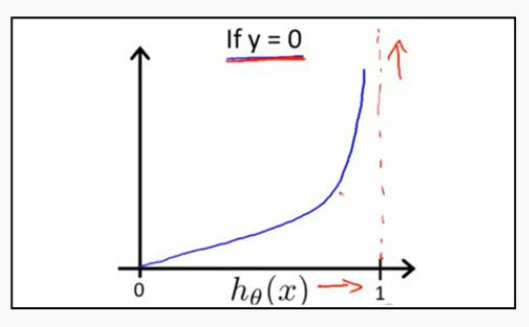 If y = 0
0 hθ(x) → 1